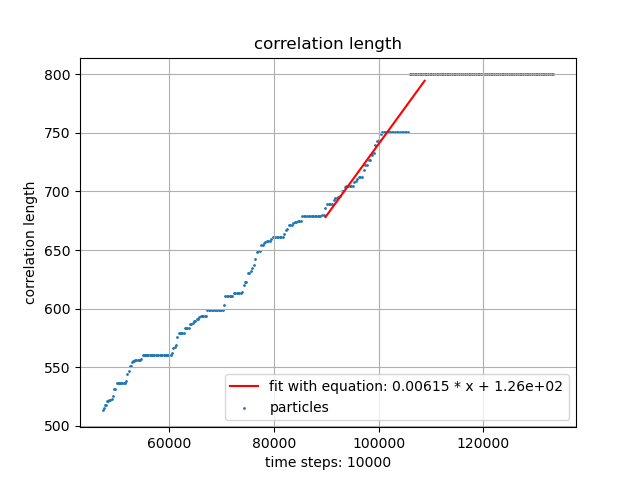 correlation length
800
750
700
650
600
550
500
correlation length
60000
80000
100000
120000
time steps: 10000
fit with equation: 0.00615 * x + 1.26e+02
particles